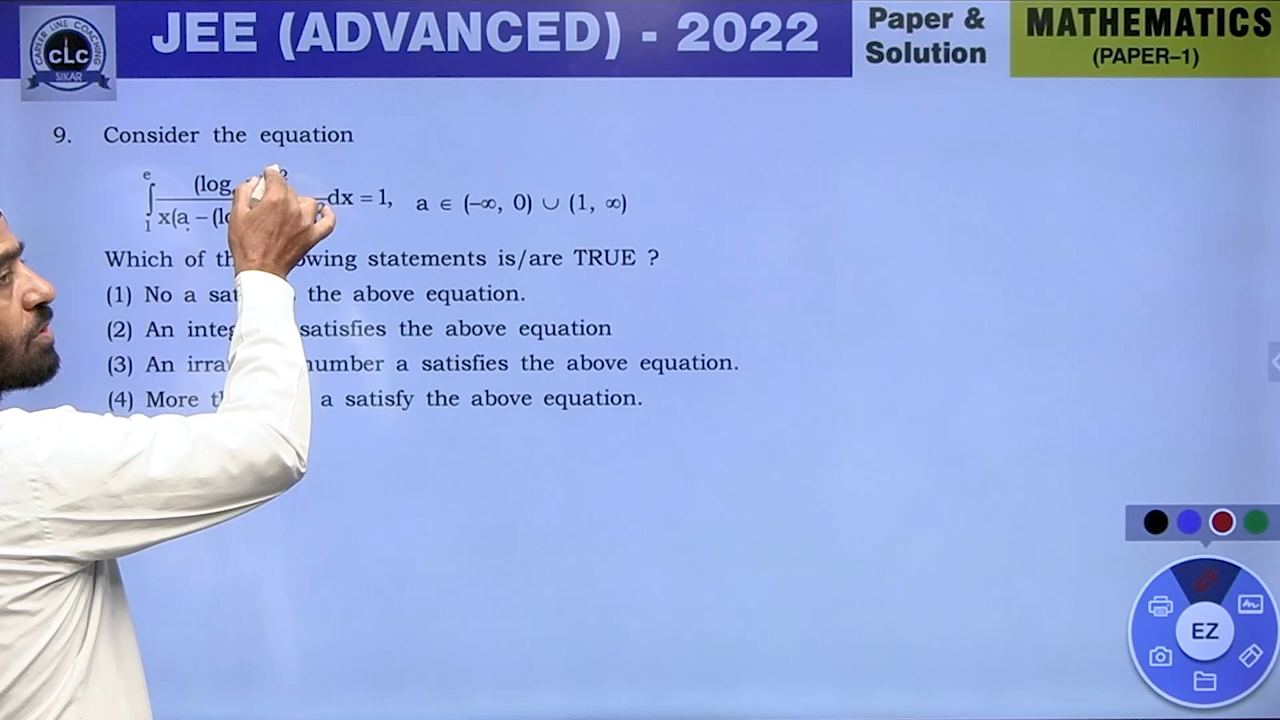 CAREER LINE COACHING
cLc
SIKAR
JEE (ADVANCED) - 2022
Paper &
Solution
MATHEMATICS
(PAPER–1)
9. Consider the equation
e
∫ (log
1 x(a – (l dx = 1, a ∈ (–∞, 0) ∪ (1, ∞)
Which of th owing statements is/are TRUE ?
(1) No a sat the above equation.
(2) An integ satisfies the above equation
(3) An irra number a satisfies the above equation.
(4) More t a satisfy the above equation.
EZ